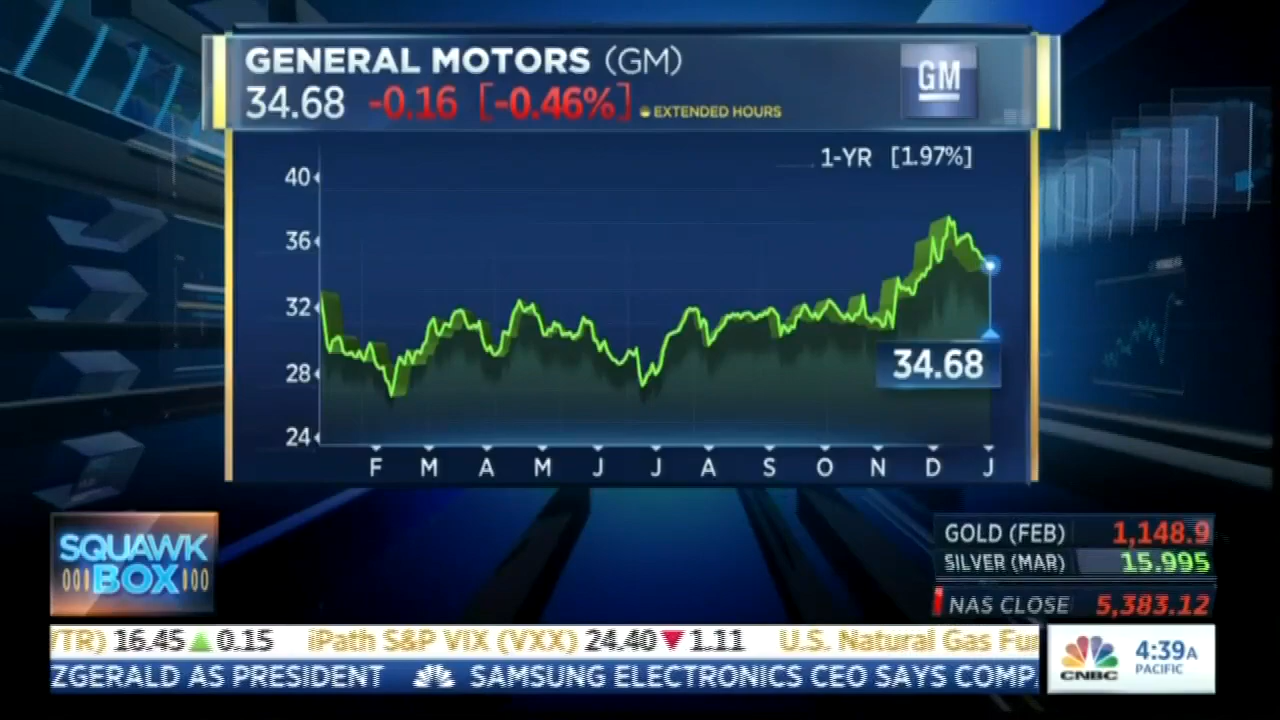 GENERAL MOTORS (GM)
34.68 -0.16 [-0.46%] EXTENDED HOURS
GM
1-YR [1.97%]
40
36
32
28
24
34.68
F M A M J J A S O N D J
SQUAWK
BOX
GOLD (FEB) 1,148.9
SILVER (MAR) 15.995
NAS CLOSE 5,383.12
/TR) 16.45 0.15 iPath S&P VIX (VXX) 24.40 1.11 U.S. Natural Gas Fu
ZGERALD AS PRESIDENT SAMSUNG ELECTRONICS CEO SAYS COMP
CNBC
4:39A
PACIFIC